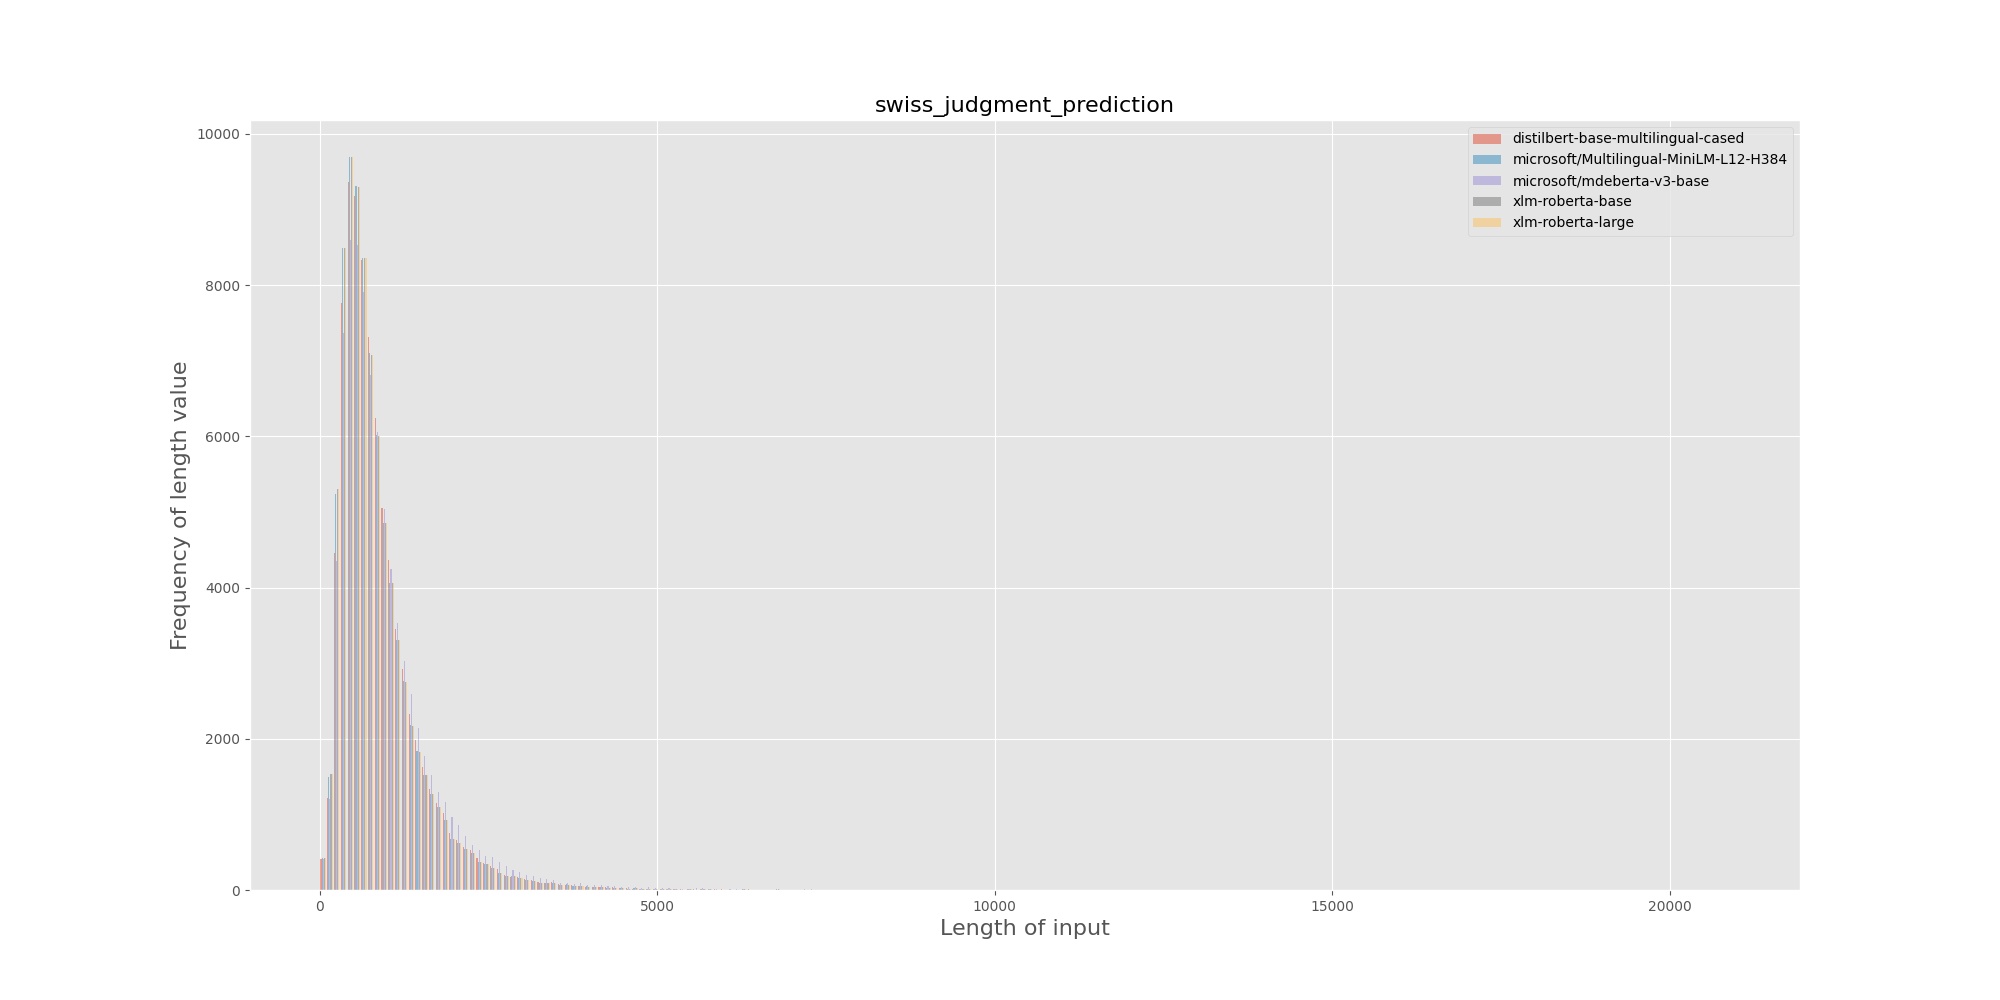 swiss_judgment_prediction
distilbert-base-multilingual-cased
microsoft/Multilingual-MiniLM-L12-H384
microsoft/mdeberta-v3-base
xlm-roberta-base
xlm-roberta-large
Frequency of length value
10000
8000
6000
4000
2000
0
0 5000 10000 15000 20000
Length of input